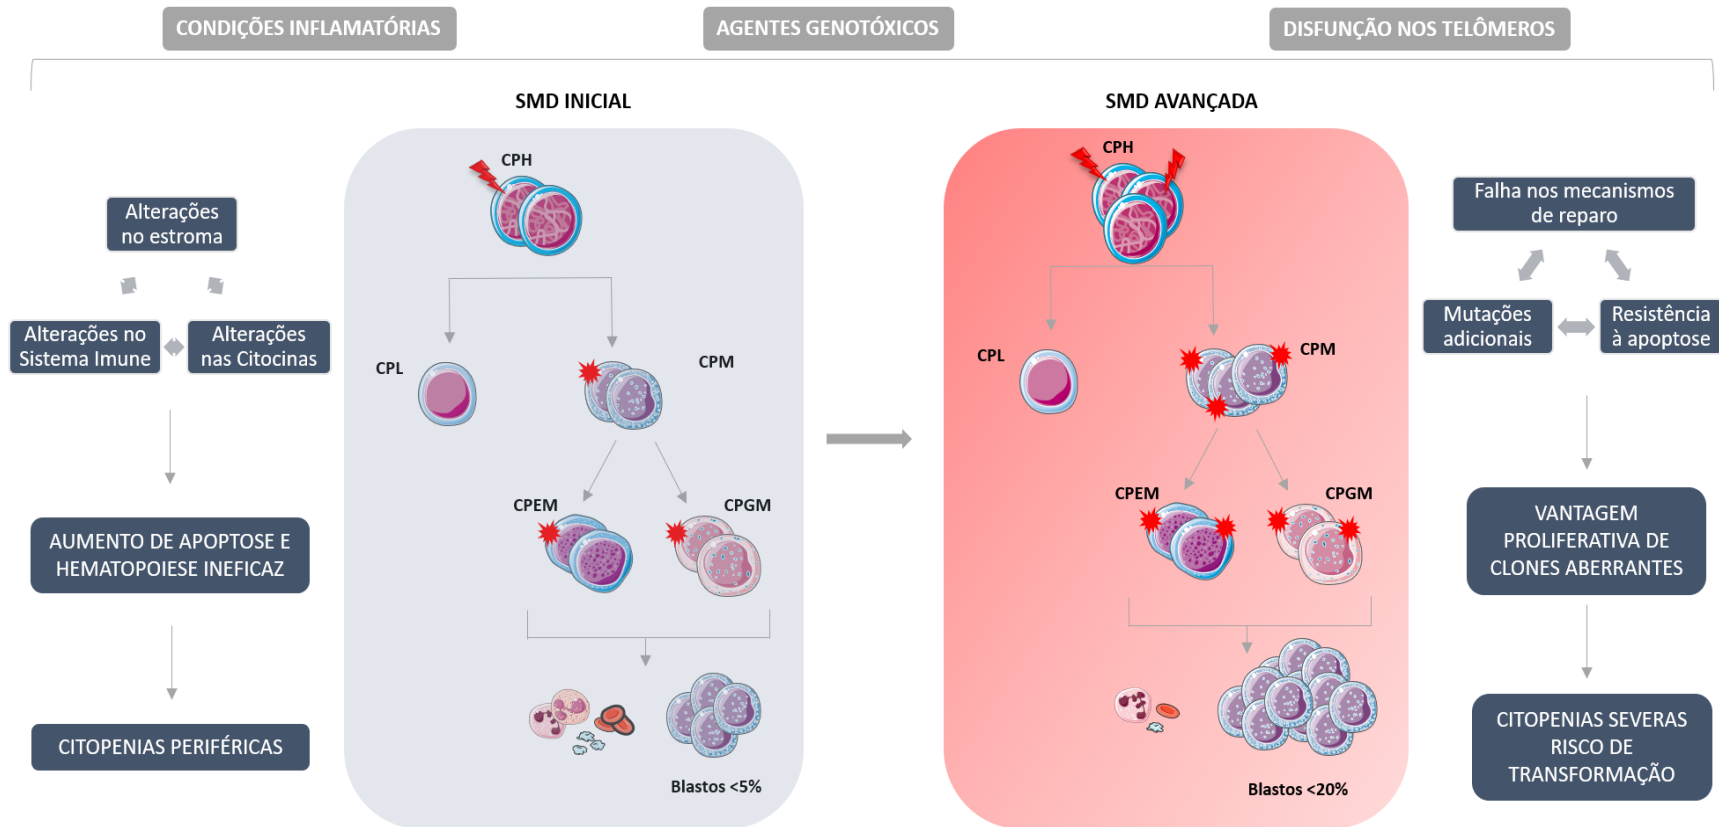 CONDIÇÕES INFLAMATÓRIAS
AGENTES GENOTÓXICOS
DISFUNÇÃO NOS TELÔMEROS
SMD INICIAL
SMD AVANÇADA
Alterações
no estroma
Alterações no
Sistema Imune
Alterações
nas Citocinas
AUMENTO DE APOPTOSE E
HEMATOPOIESE INEFICAZ
CITOPENIAS PERIFÉRICAS
CPH
CPL
CPM
CPEM
CPGM
Blastos <5%
CPH
CPL
CPM
CPEM
CPGM
Blastos <20%
Falha nos mecanismos
de reparo
Mutações
adicionais
Resistência
à apoptose
VANTAGEM
PROLIFERATIVA DE
CLONES ABERRANTES
CITOPENIAS SEVERAS
RISCO DE
TRANSFORMAÇÃO